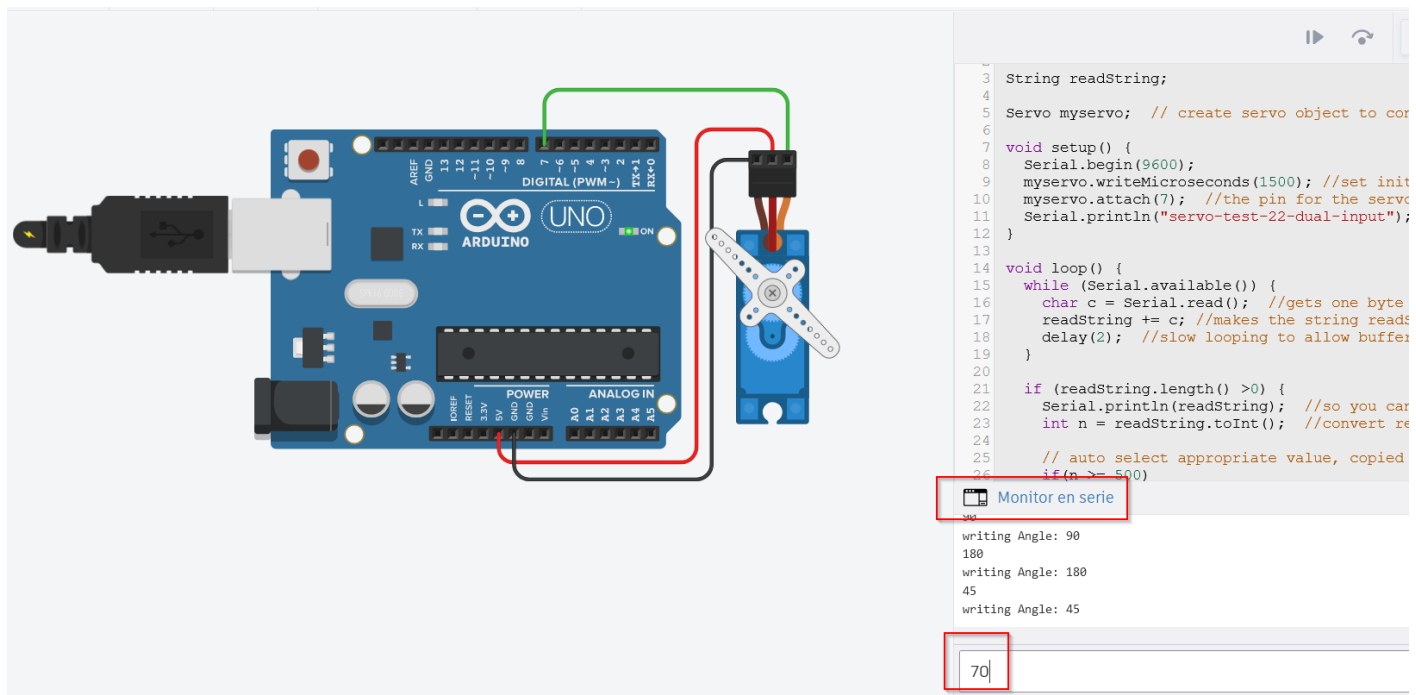 AREF
GND
13
12
~11
~10
~9
8
7
~6
~5
4
~3
2
TX→1
RX←0
DIGITAL (PWM~)
L
TX
RX
ARDUINO
UNO
ON
POWER
ANALOG IN
IOREF
RESET
3.3V
5V
GND
GND
Vin
A0
A1
A2
A3
A4
A5
3 String readString;
4
5 Servo myservo;  // create servo object to con
6
7 void setup() {
8   Serial.begin(9600);
9   myservo.writeMicroseconds(1500); //set init
10   myservo.attach(7);  //the pin for the servo
11   Serial.println("servo-test-22-dual-input");
12 }
13
14 void loop() {
15   while (Serial.available()) {
16     char c = Serial.read();  //gets one byte
17     readString += c; //makes the string readS
18     delay(2);  //slow looping to allow buffer
19   }
20
21   if (readString.length() >0) {
22     Serial.println(readString);  //so you can
23     int n = readString.toInt();  //convert re
24
25     // auto select appropriate value, copied
26     if(n >= 500)
Monitor en serie
90
writing Angle: 90
180
writing Angle: 180
45
writing Angle: 45
70